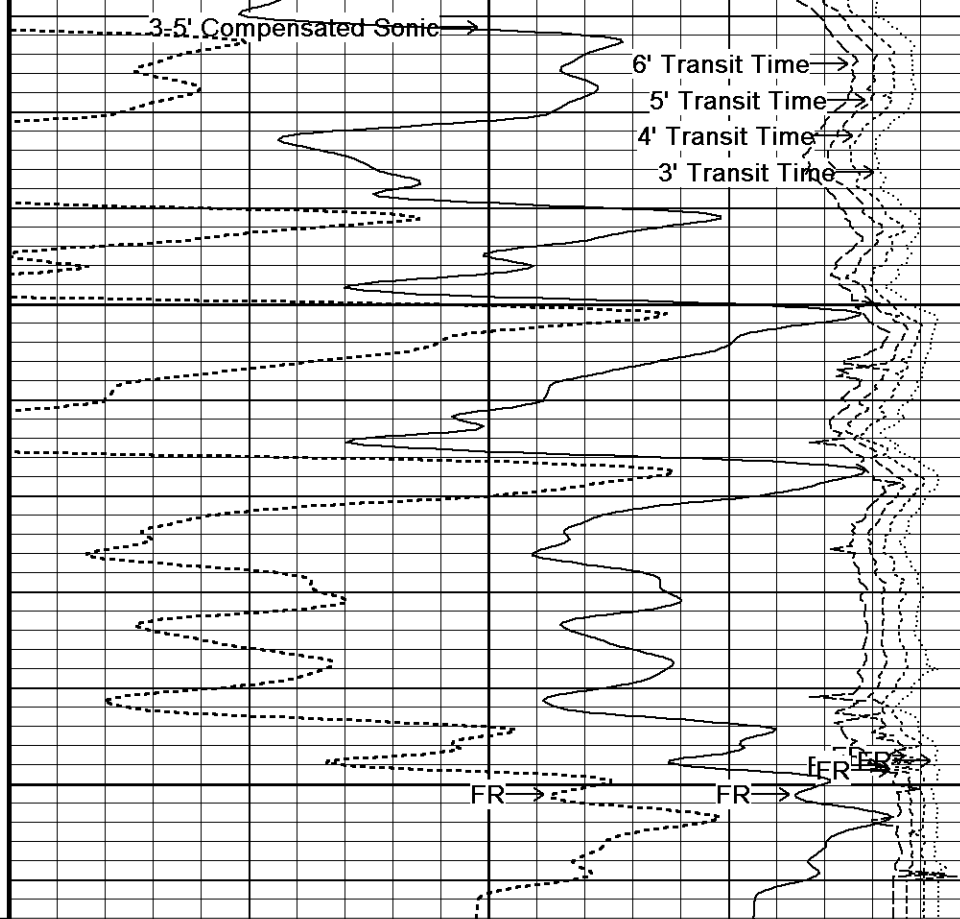 3-5' Compensated Sonic
6' Transit Time
5' Transit Time
4' Transit Time
3' Transit Time
FR
FR
FR
FR